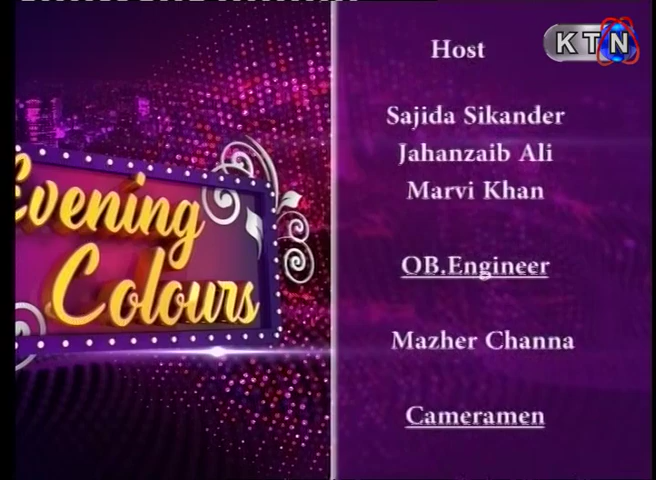 KTN
Host
Sajida Sikander
Jahanzaib Ali
Marvi Khan
OB.Engineer
Mazher Channa
Cameramen
Evening
Colours